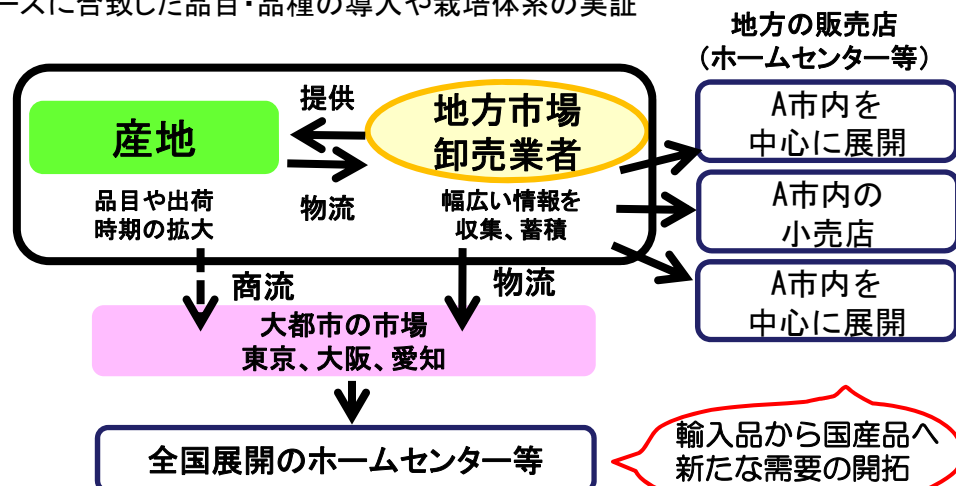 ースに合致した品目・品種の導入や栽培体系の実証
地方の販売店
（ホームセンター等）
産地
提供
地方市場
卸売業者
物流
品目や出荷
時期の拡大
幅広い情報を
収集、蓄積
A市内を
中心に展開
A市内の
小売店
A市内を
中心に展開
商流
物流
大都市の市場
東京、大阪、愛知
全国展開のホームセンター等
輸入品から国産品へ
新たな需要の開拓